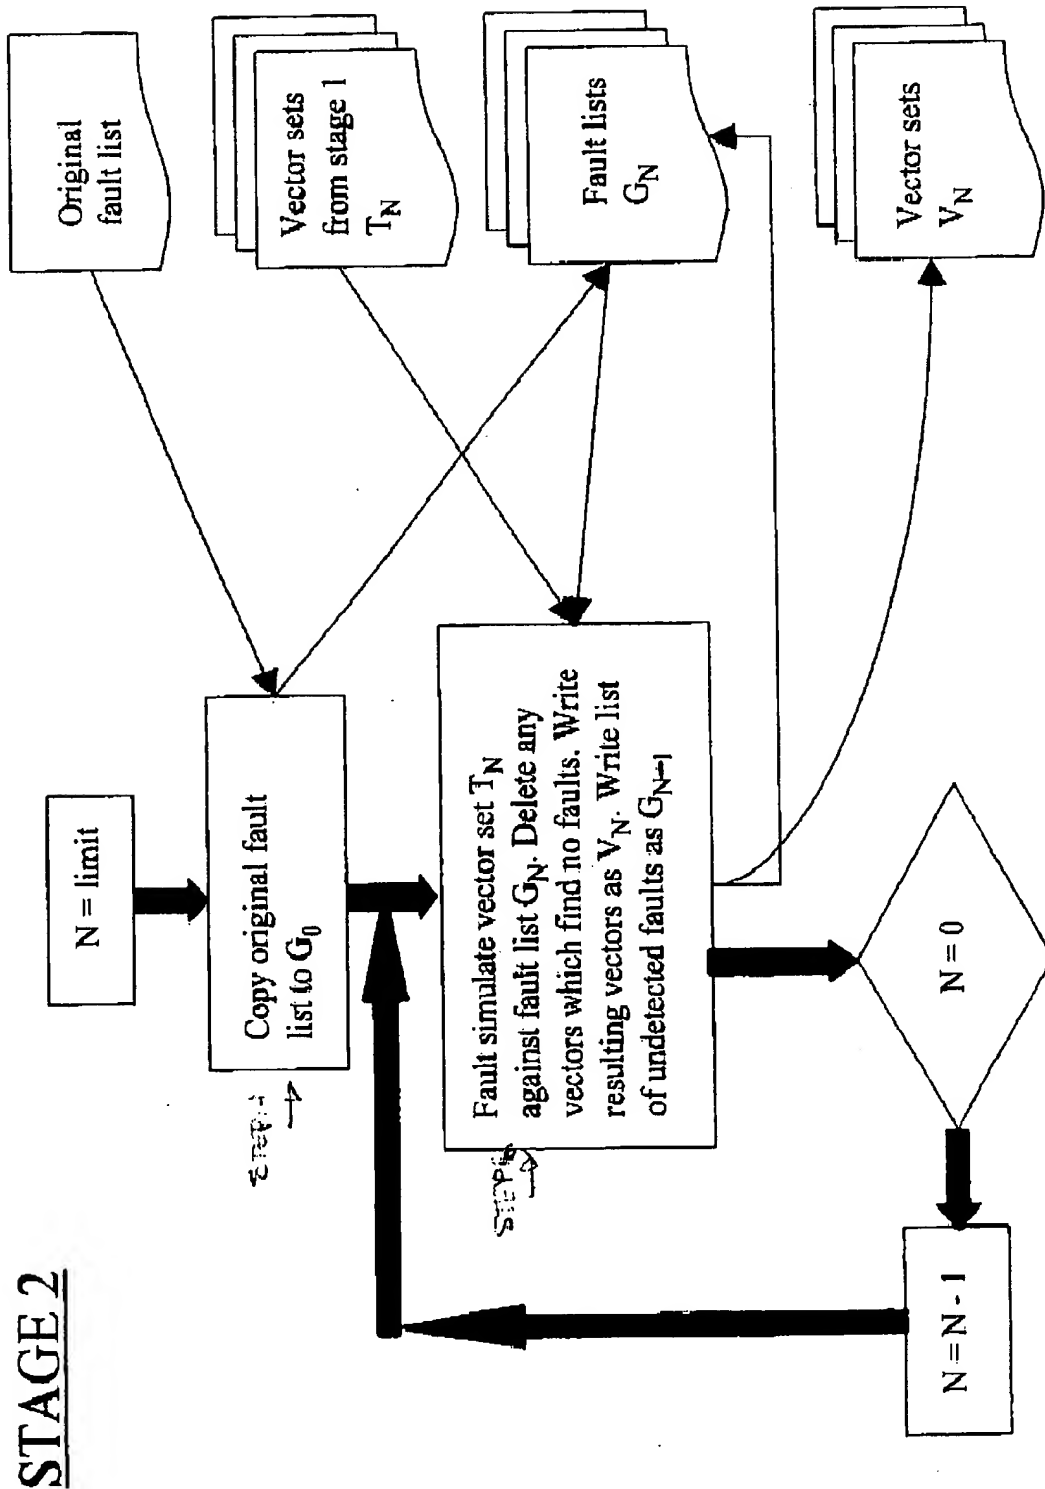 STAGE 2
N = limit
Copy original fault
list to G0
Fault simulate vector set TN
against fault list GN. Delete any
vectors which find no faults. Write
resulting vectors as VN. Write list
of undetected faults as GN-1
N = 0
N = N - 1
Original
fault list
Vector sets
from stage 1
TN
Fault lists
GN
Vector sets
VN